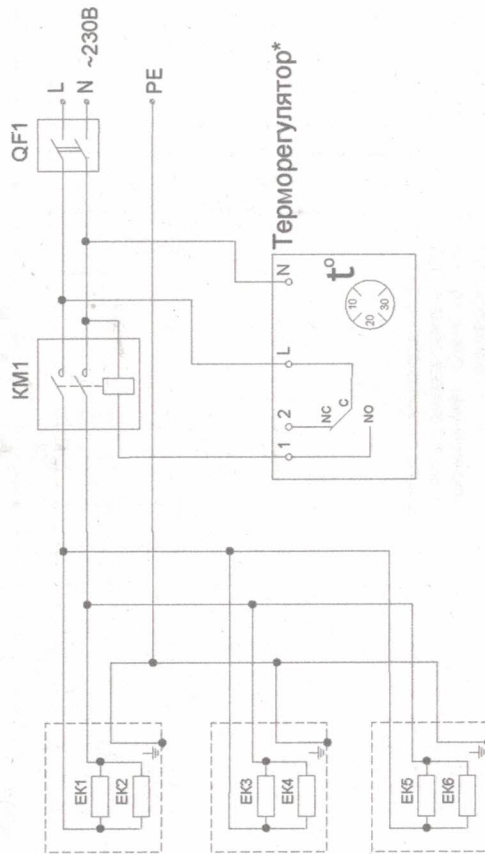 QF1
L
N ~230В
PE
KM1
Терморегулятор*
N
L
2
1
NC
C
NO
t°
10
20
30
EK1
EK2
EK3
EK4
EK5
EK6